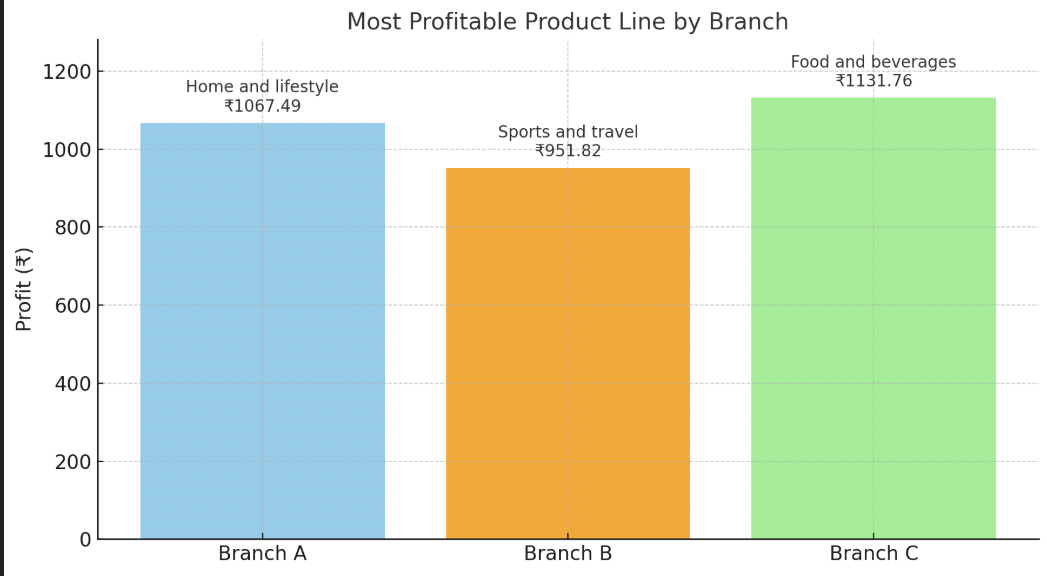 Most Profitable Product Line by Branch
Profit (₹)
1200
1000
800
600
400
200
0
Home and lifestyle
₹1067.49
Sports and travel
₹951.82
Food and beverages
₹1131.76
Branch A
Branch B
Branch C